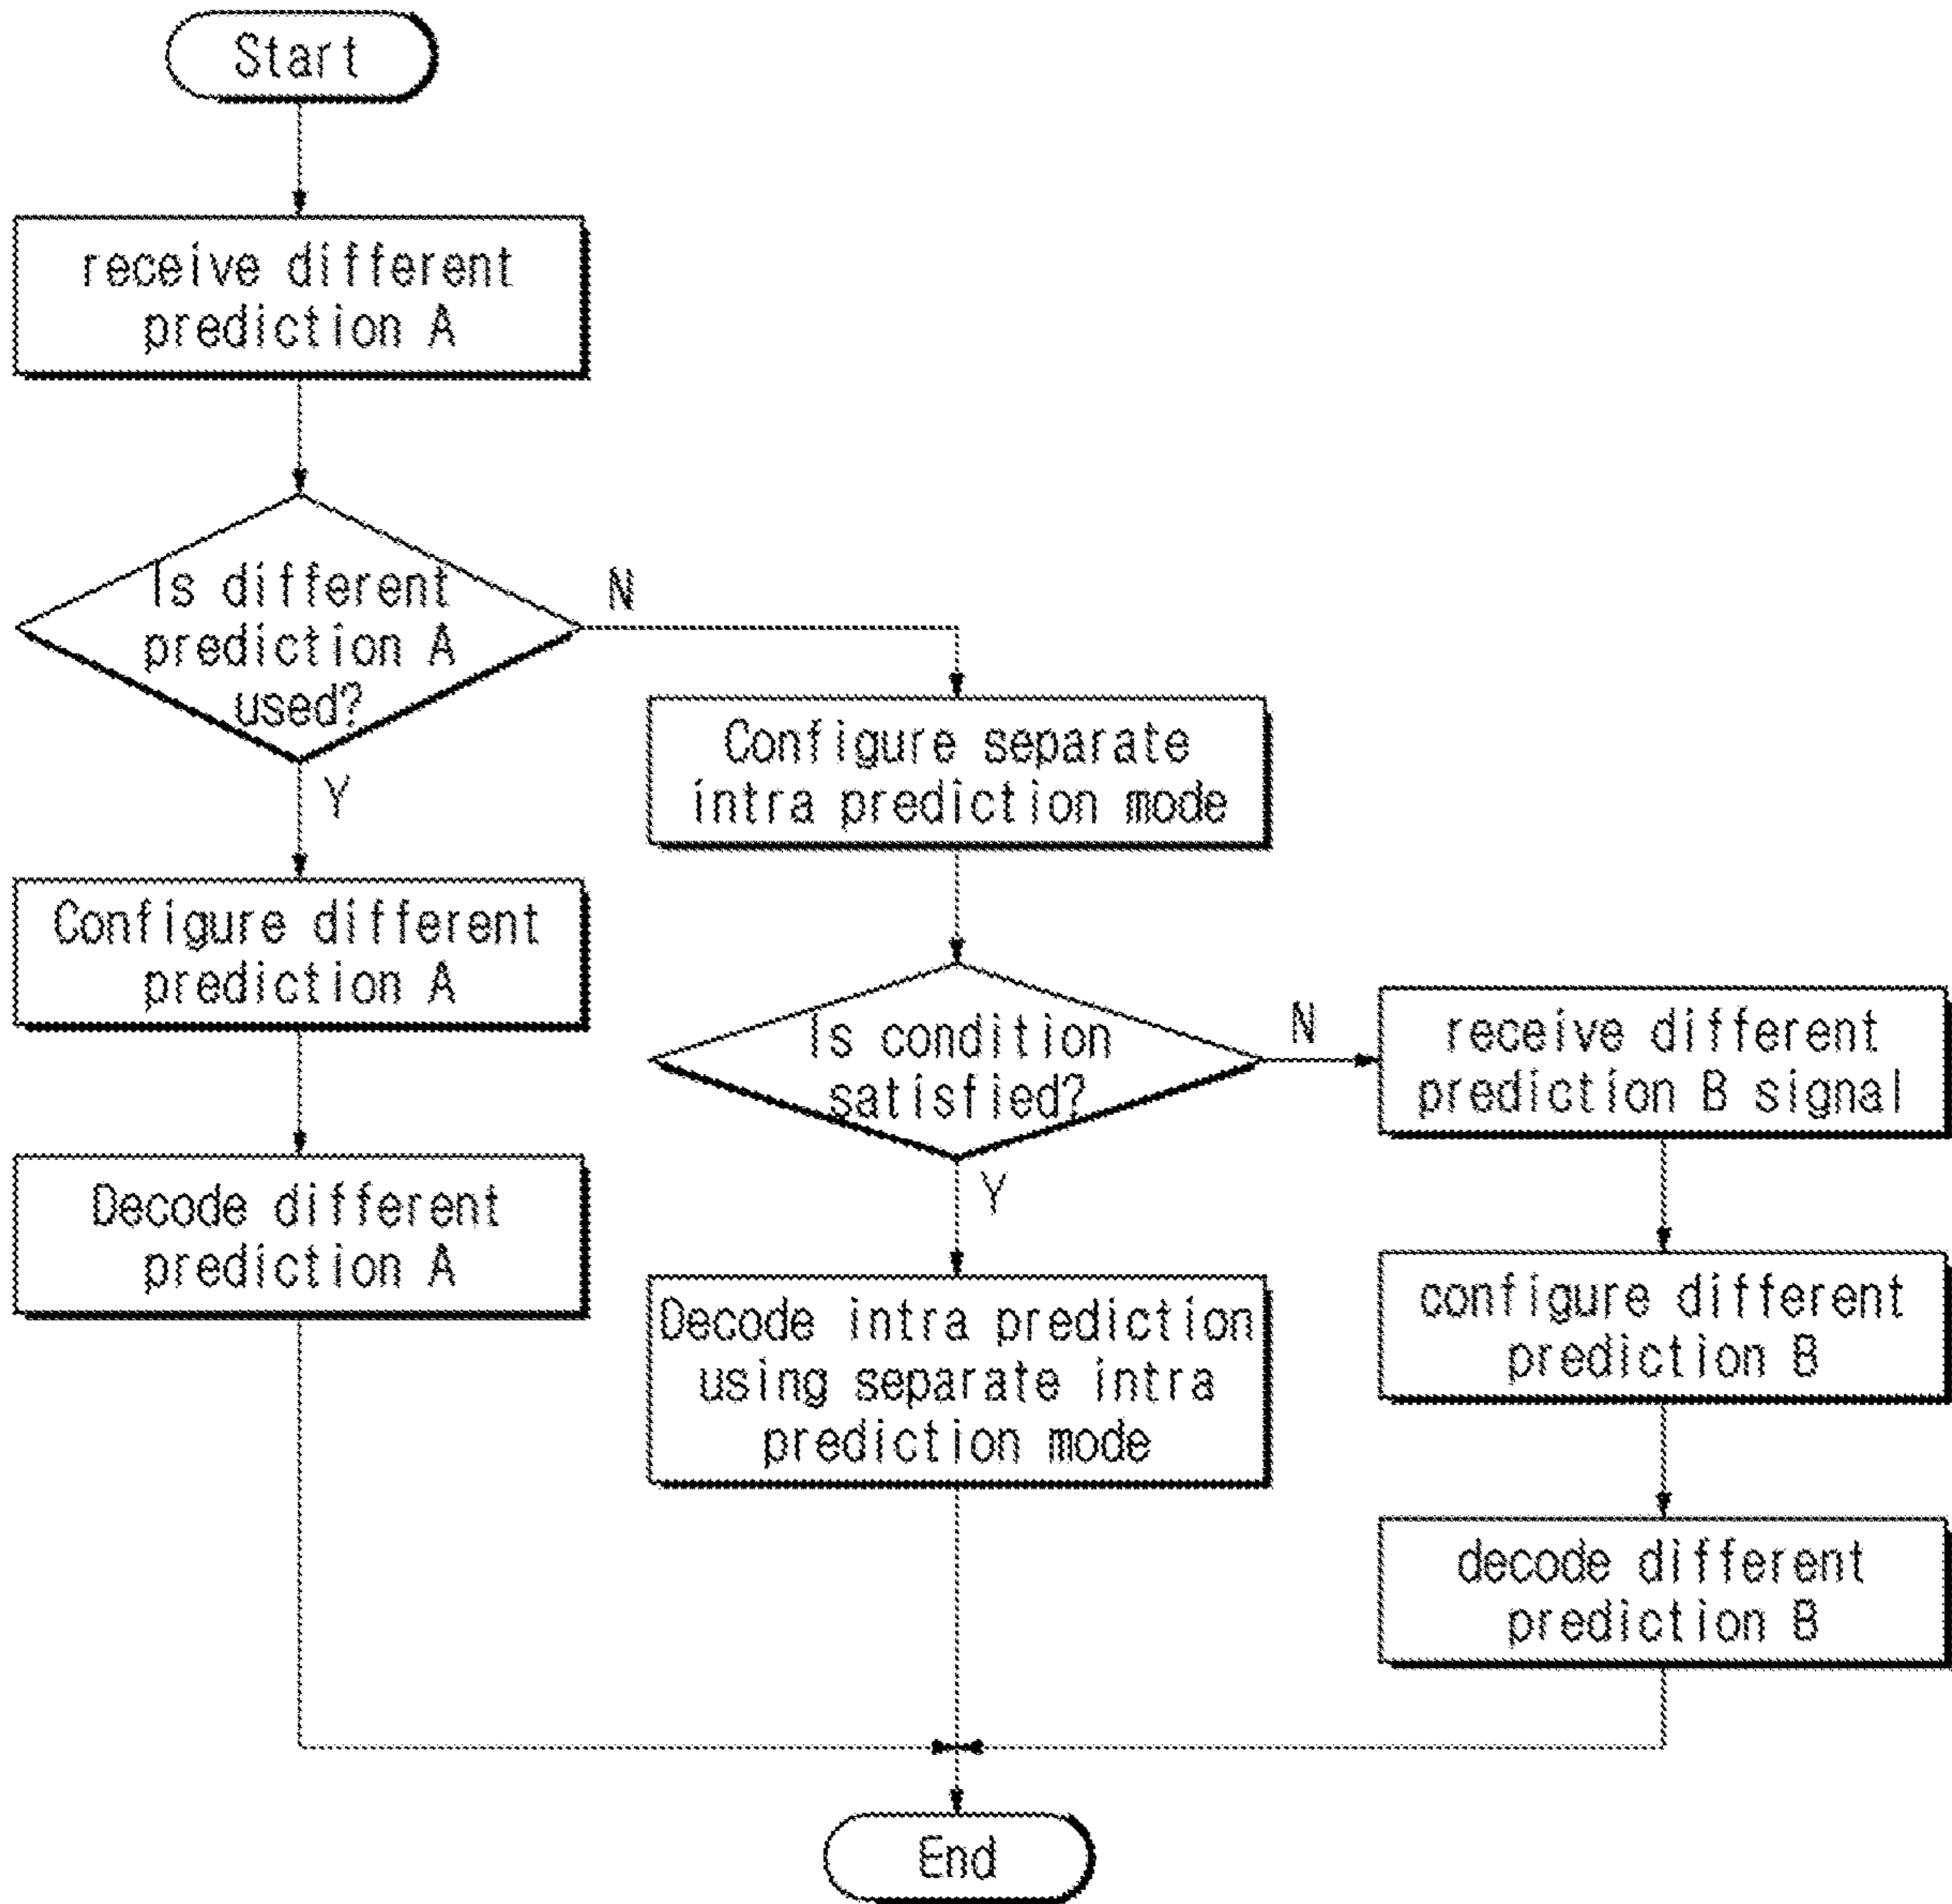 Start
receive different
prediction A
Is different
prediction A
used?
N
Y
Configure separate
intra prediction mode
Configure different
prediction A
Is condition
satisfied?
N
Y
receive different
prediction B signal
Decode different
prediction A
Decode intra prediction
using separate intra
prediction mode
configure different
prediction B
decode different
prediction B
End